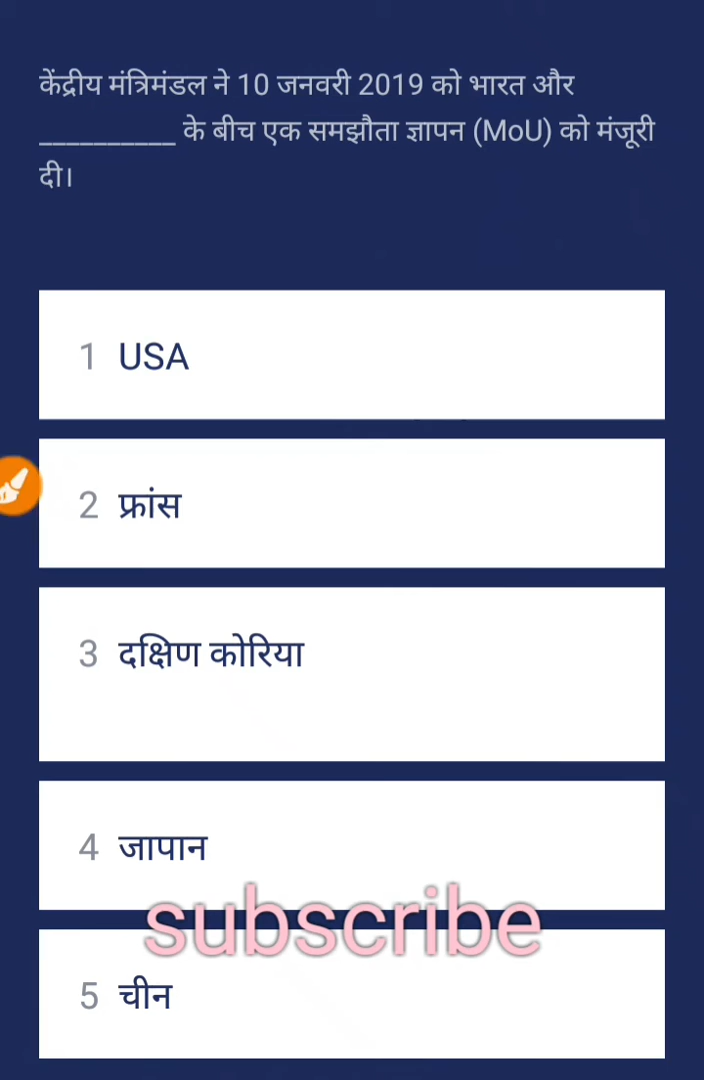 केंद्रीय मंत्रिमंडल ने 10 जनवरी 2019 को भारत और
__________ के बीच एक समझौता ज्ञापन (MoU) को मंजूरी
दी।
1 USA
2 फ्रांस
3 दक्षिण कोरिया
4 जापान
subscribe
5 चीन